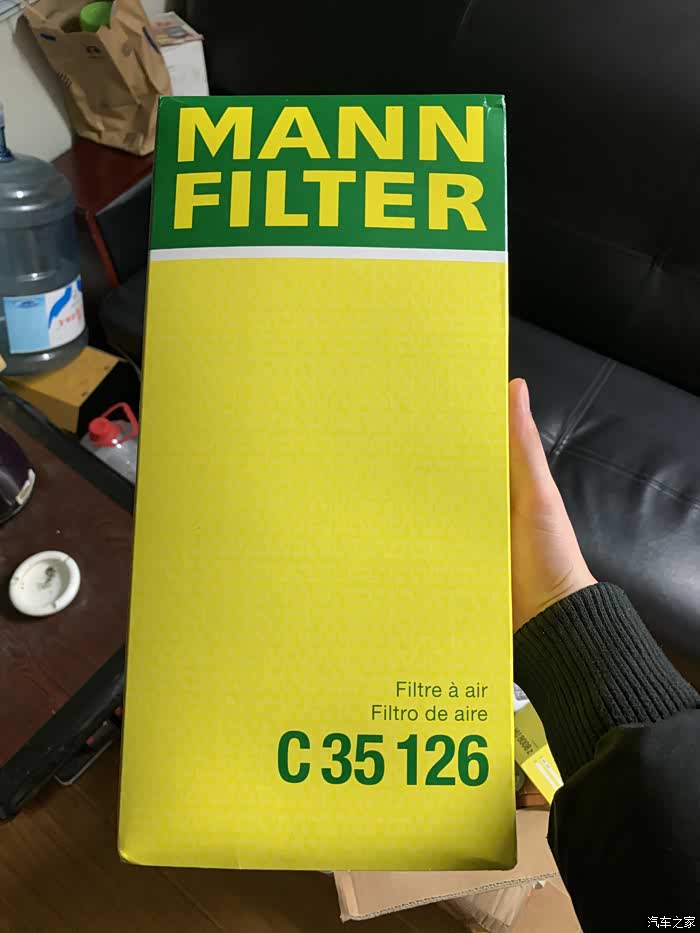 MANN
FILTER
Filtre à air
Filtro de aire
C 35 126
汽车之家